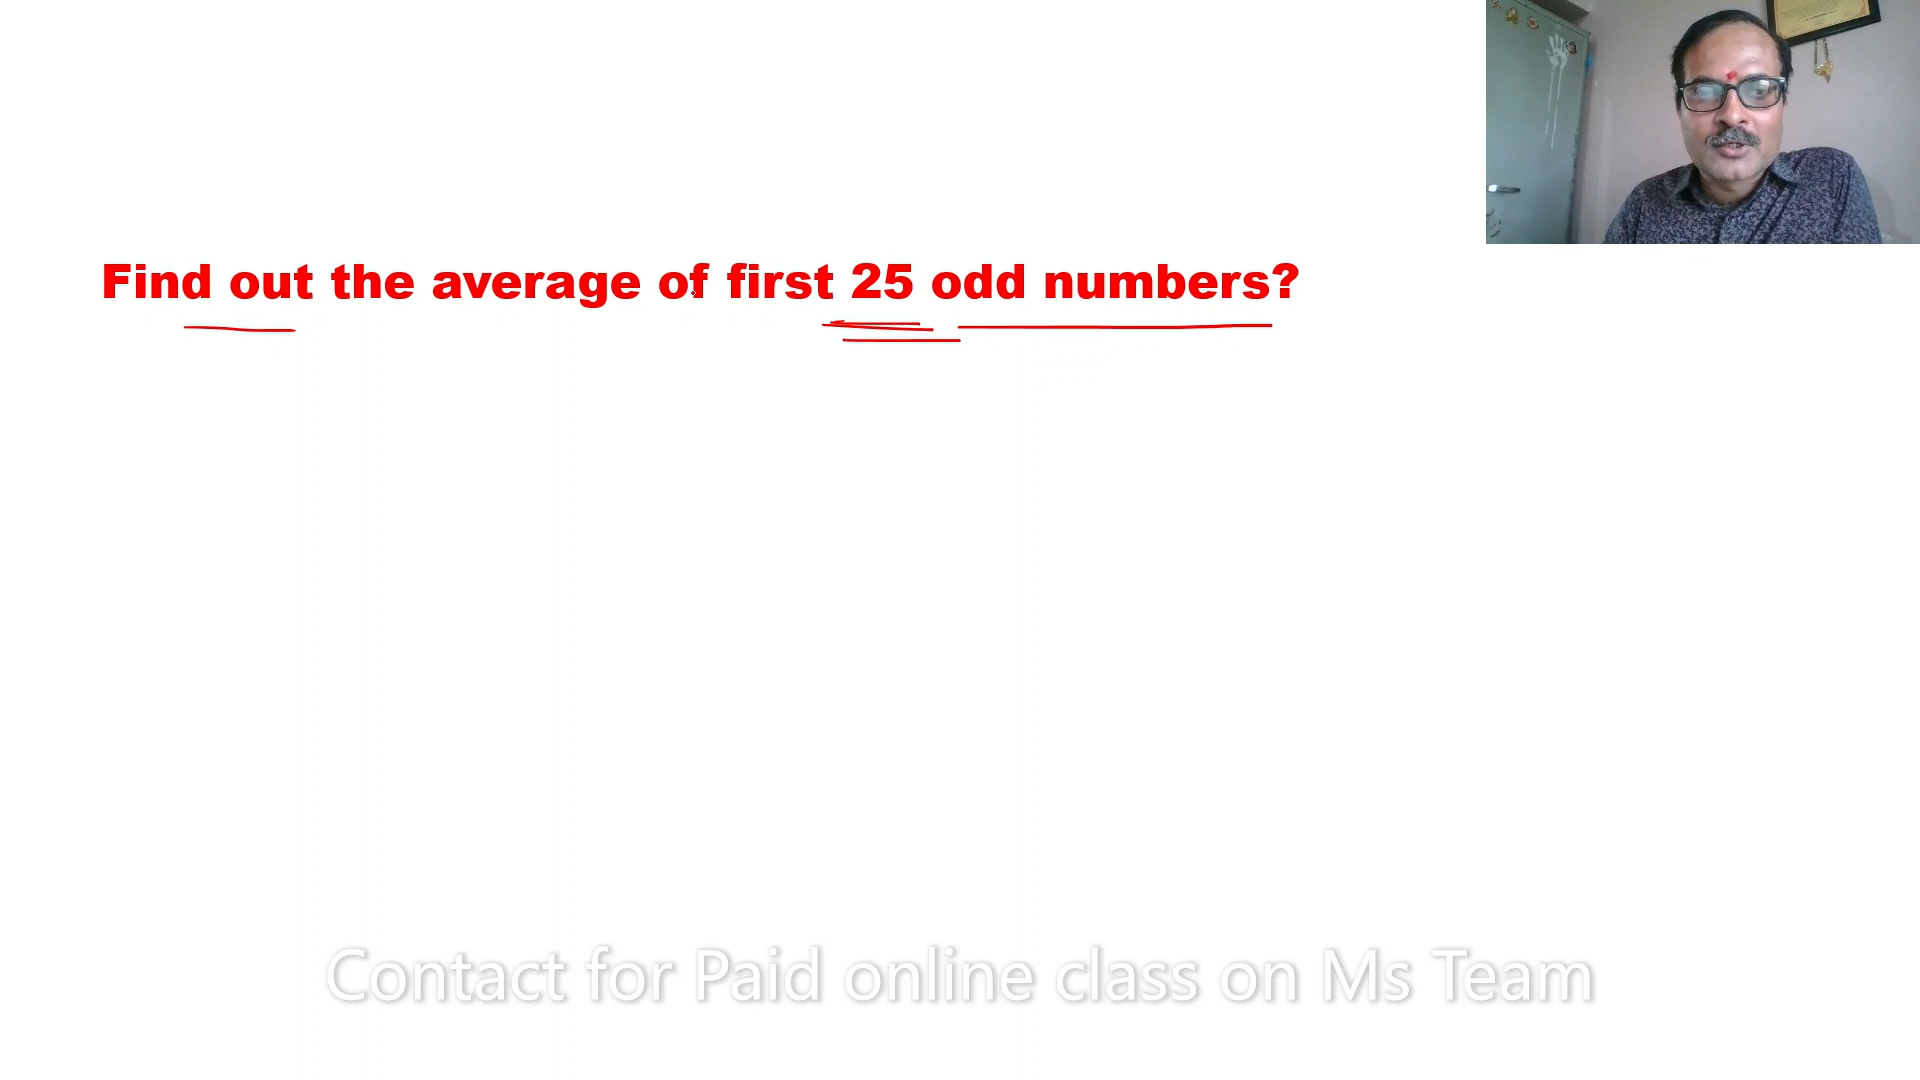 Find out the average of first 25 odd numbers?
Contact for Paid online class on Ms Team